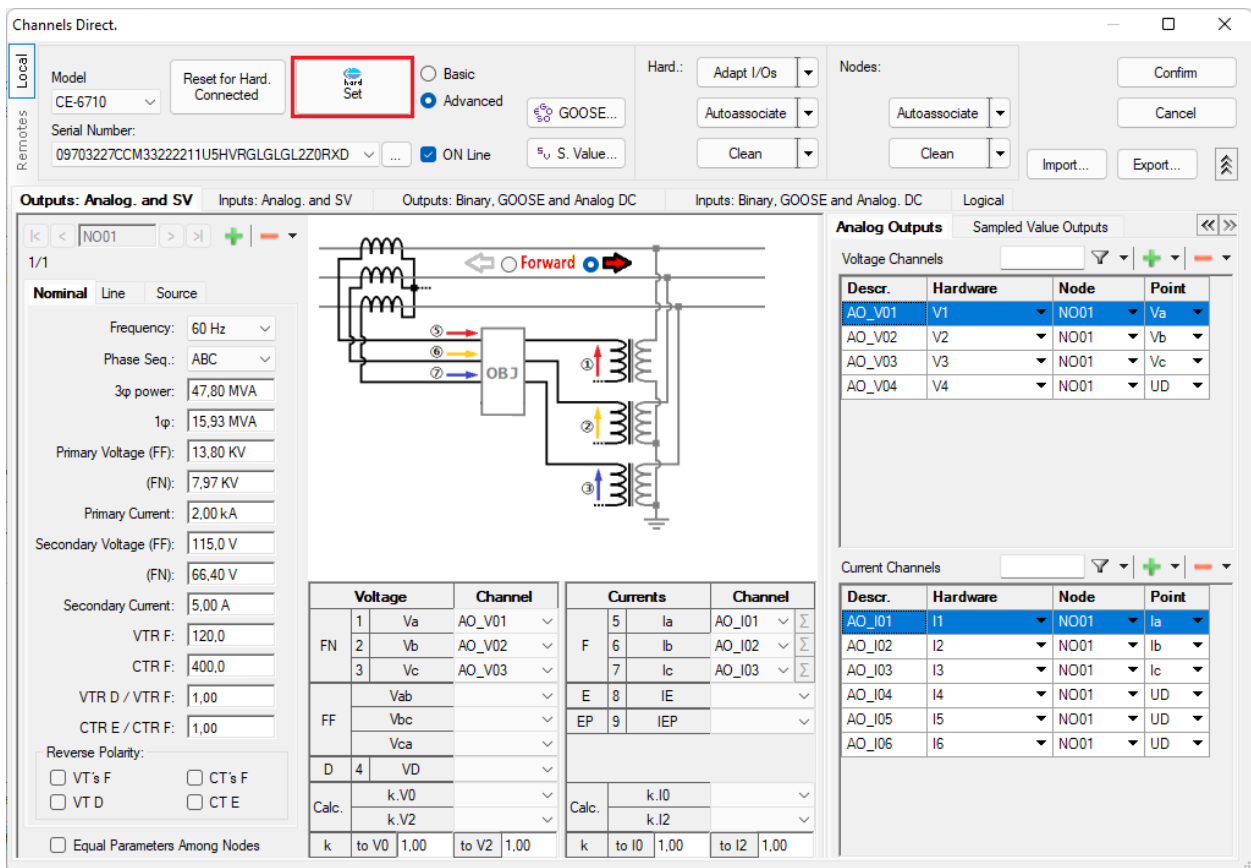 Channels Direct.
Local
Remotes
Model
CE-6710
Reset for Hard. Connected
hard
Set
Basic
Advanced
Serial Number:
09703227CCM33222211U5HVRGLGLGL2Z0RXD
...
ON Line
GOOSE...
S. Value...
Hard.:
Adapt I/Os
Autoassociate
Clean
Nodes:
Autoassociate
Clean
Confirm
Cancel
Import...
Export...
Outputs: Analog. and SV
Inputs: Analog. and SV
Outputs: Binary, GOOSE and Analog DC
Inputs: Binary, GOOSE and Analog. DC
Logical
NO01
1/1
Nominal
Line
Source
Frequency: 60 Hz
Phase Seq.: ABC
3φ power: 47,80 MVA
1φ: 15,93 MVA
Primary Voltage (FF): 13,80 KV
(FN): 7,97 KV
Primary Current: 2,00 kA
Secondary Voltage (FF): 115,0 V
(FN): 66,40 V
Secondary Current: 5,00 A
VTR F: 120,0
CTR F: 400,0
VTR D / VTR F: 1,00
CTR E / CTR F: 1,00
Reverse Polarity:
VT´s F
CT´s F
VT D
CT E
Equal Parameters Among Nodes
Forward
⑤
⑥
⑦
OBJ
①
②
③
Voltage Channel
FN
1 Va AO_V01
2 Vb AO_V02
3 Vc AO_V03
FF
Vab
Vbc
Vca
D 4 VD
Calc.
k.V0
k.V2
k to V0 1,00 to V2 1,00
Currents Channel
F
5 Ia AO_I01 Σ
6 Ib AO_I02 Σ
7 Ic AO_I03 Σ
E 8 IE
EP 9 IEP
Calc.
k.I0
k.I2
k to I0 1,00 to I2 1,00
Analog Outputs
Sampled Value Outputs
Voltage Channels
Descr. Hardware Node Point
AO_V01 V1 NO01 Va
AO_V02 V2 NO01 Vb
AO_V03 V3 NO01 Vc
AO_V04 V4 NO01 UD
Current Channels
Descr. Hardware Node Point
AO_I01 I1 NO01 Ia
AO_I02 I2 NO01 Ib
AO_I03 I3 NO01 Ic
AO_I04 I4 NO01 UD
AO_I05 I5 NO01 UD
AO_I06 I6 NO01 UD